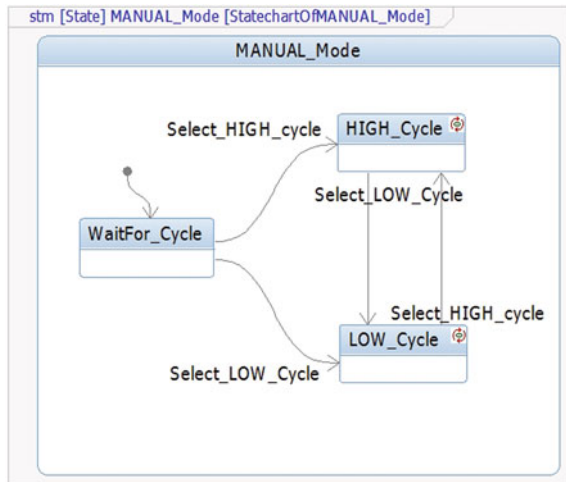 stm [State] MANUAL_Mode [StatechartOfMANUAL_Mode]
MANUAL_Mode
Select_HIGH_cycle
HIGH_Cycle
Select_LOW_Cycle
WaitFor_Cycle
Select_HIGH_cycle
LOW_Cycle
Select_LOW_Cycle